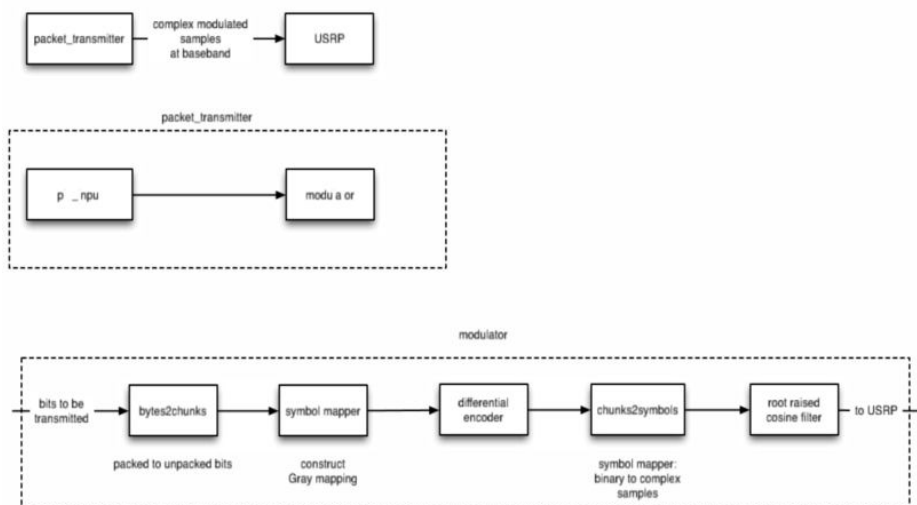 packet_transmitter
complex modulated
samples
at baseband
USRP
packet_transmitter
modulator
bits to be
transmitted
bytes2chunks
symbol mapper
differential
encoder
chunks2symbols
root raised
cosine filter
to USRP
packed to unpacked bits
construct
Gray mapping
symbol mapper:
binary to complex
samples